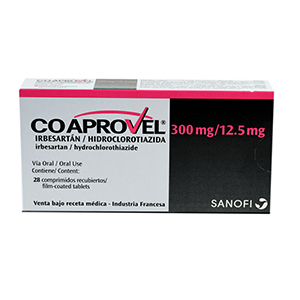 COAPROVEL®
IRBESARTÁN / HIDROCLOROTIAZIDA
irbesartan / hydrochlorothiazide
300 mg/12.5 mg
Vía Oral / Oral Use
Contiene/ Content:
28 comprimidos recubiertos/
film-coated tablets
Venta bajo receta médica - Industria Francesa
SANOFI